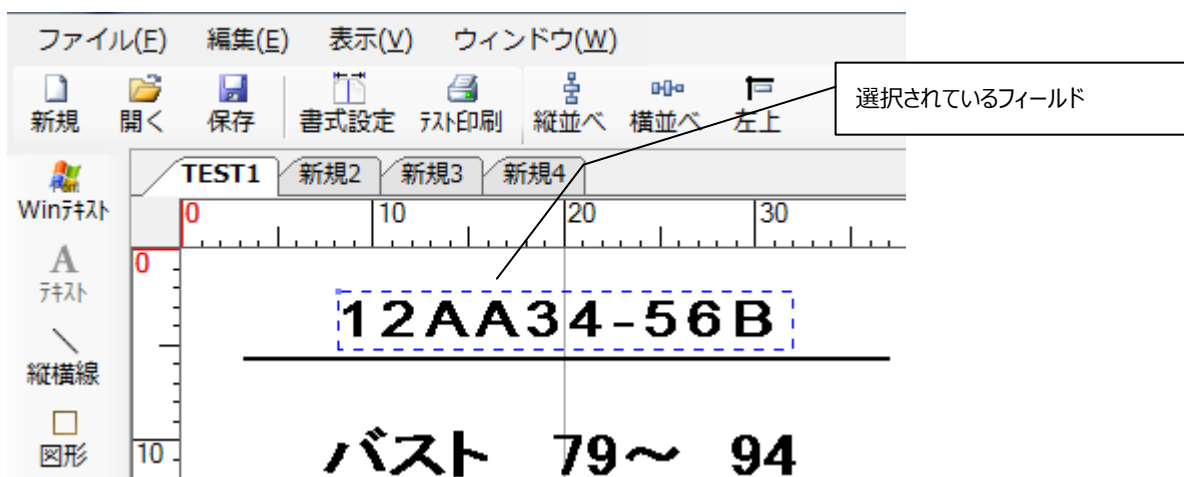 ファイル(F) 編集(E) 表示(V) ウィンドウ(W)
新規 開く 保存 書式設定 ﾃｽﾄ印刷 縦並べ 横並べ 左上
選択されているフィールド
TEST1 新規2 新規3 新規4
Winﾃｷｽﾄ
0 10 20 30
A
ﾃｷｽﾄ
0
12AA34-56B
縦横線
図形
10
バスト 79～ 94